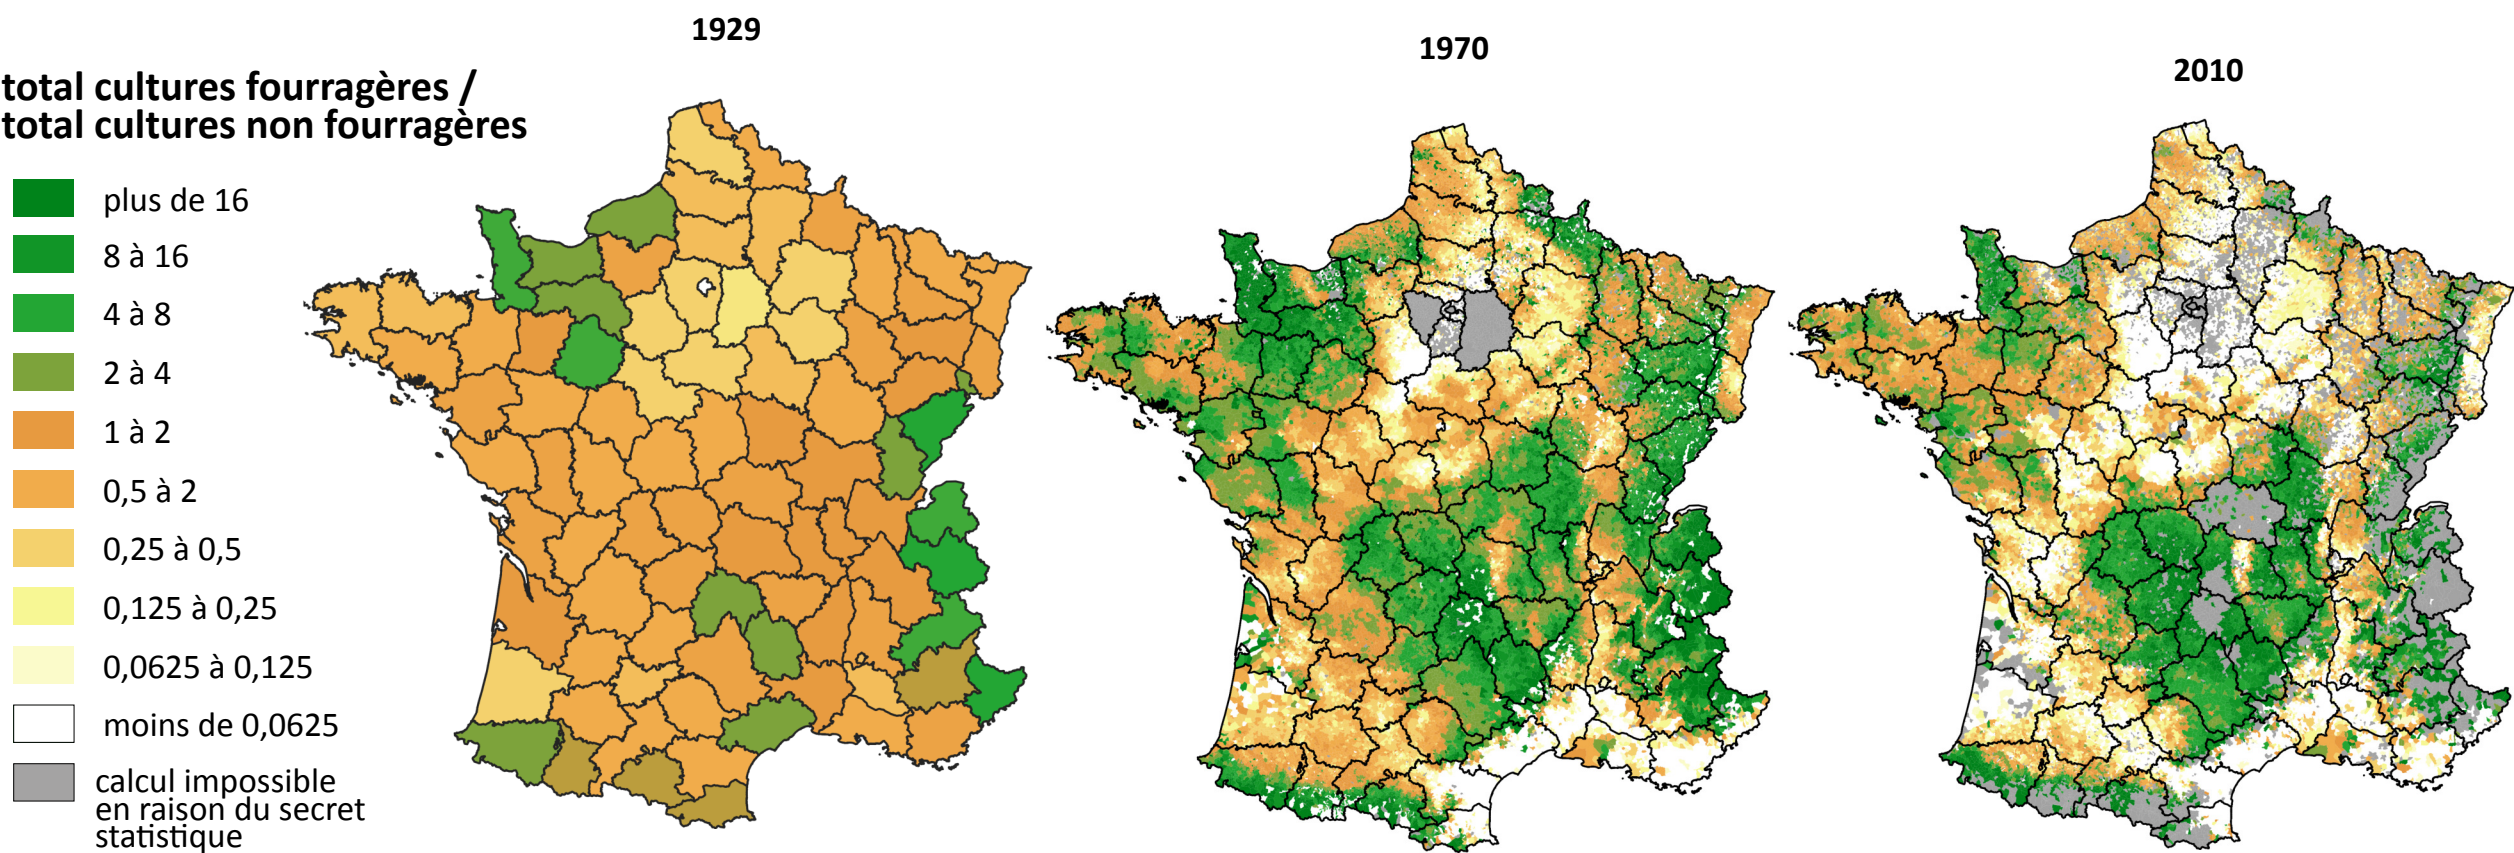 1929
1970
2010
total cultures fourragères /
total cultures non fourragères
plus de 16
8 à 16
4 à 8
2 à 4
1 à 2
0,5 à 2
0,25 à 0,5
0,125 à 0,25
0,0625 à 0,125
moins de 0,0625
calcul impossible
en raison du secret
statistique